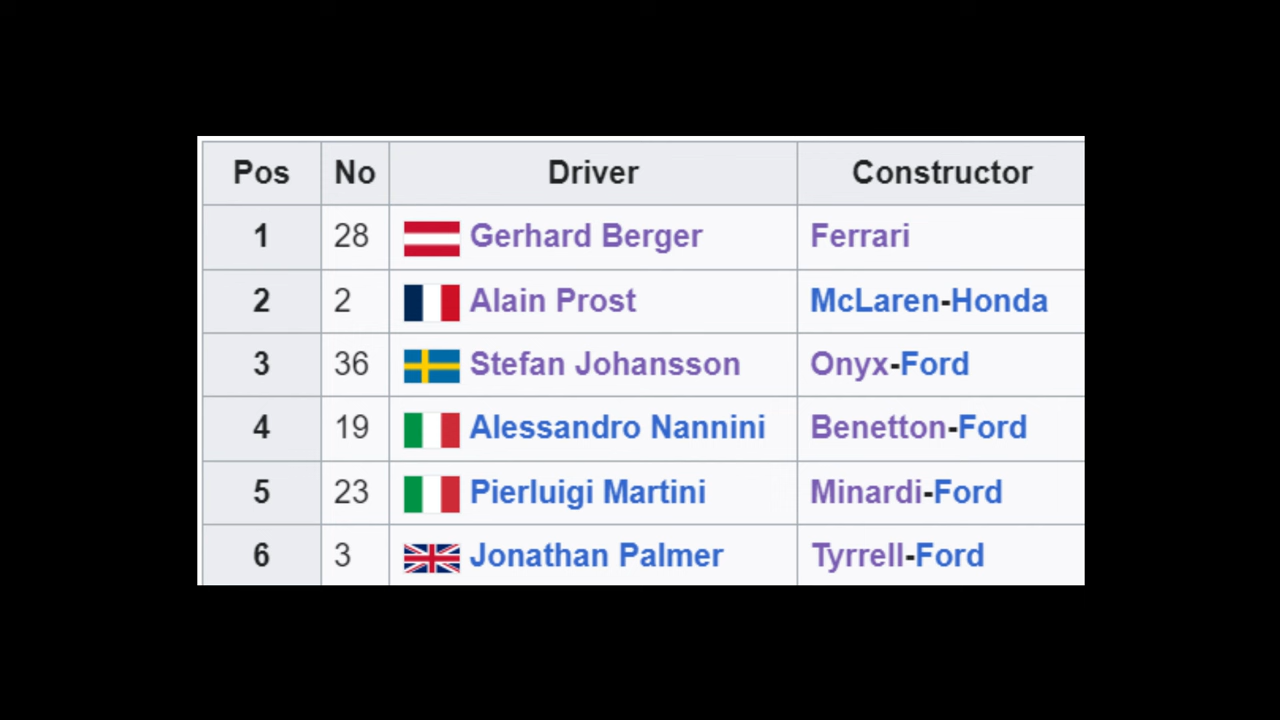 Pos No Driver Constructor
1 28 Gerhard Berger Ferrari
2 2 Alain Prost McLaren-Honda
3 36 Stefan Johansson Onyx-Ford
4 19 Alessandro Nannini Benetton-Ford
5 23 Pierluigi Martini Minardi-Ford
6 3 Jonathan Palmer Tyrrell-Ford